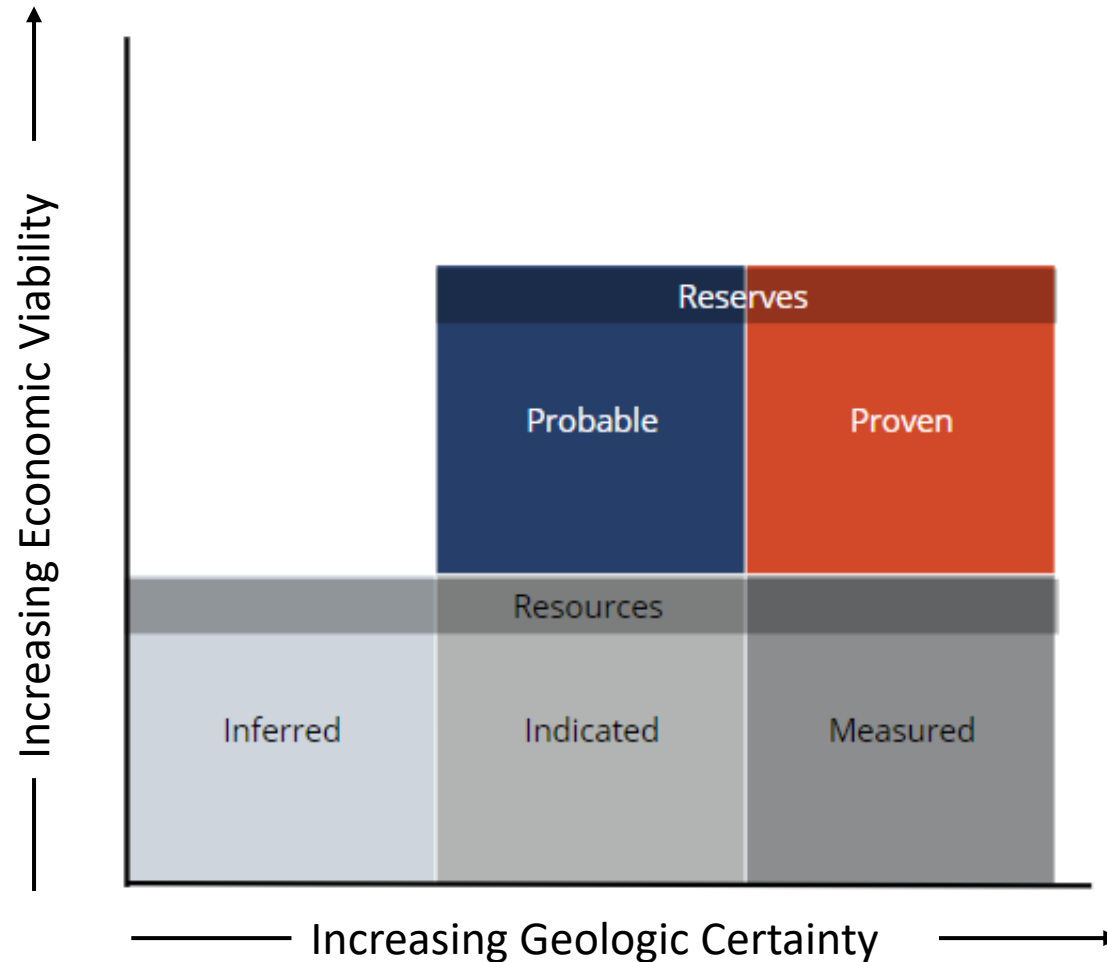 Increasing Economic Viability
Reserves
Probable
Proven
Resources
Inferred
Indicated
Measured
Increasing Geologic Certainty